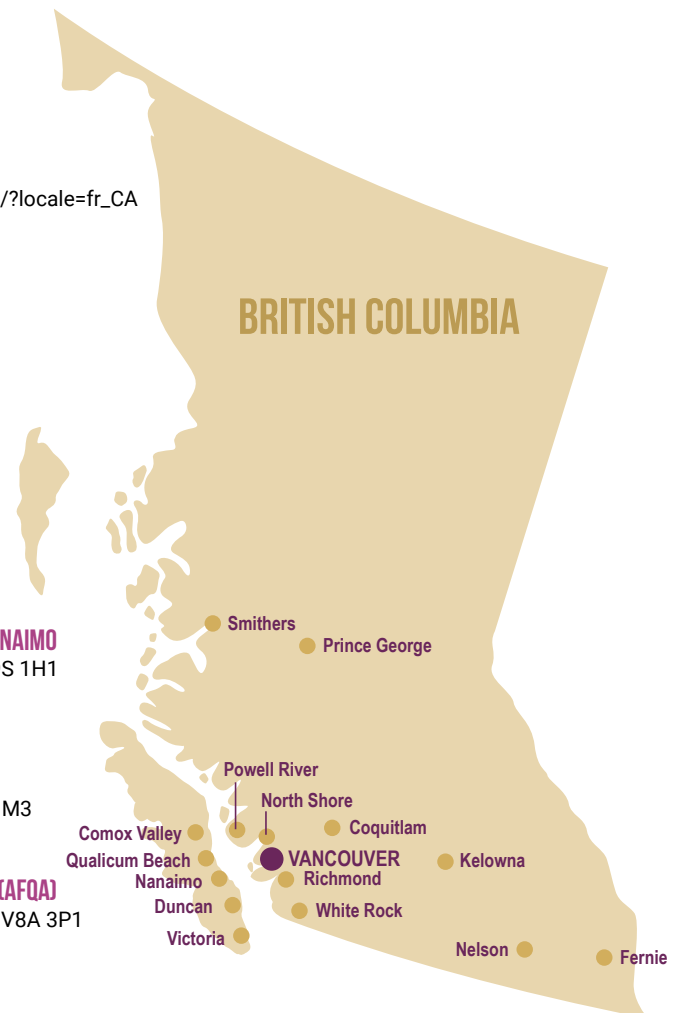 /?locale=fr_CA
BRITISH COLUMBIA
Smithers
NAIMO
Prince George
S 1H1
Powell River
North Shore
M3
Comox Valley
Coquitlam
Qualicum Beach
VANCOUVER
Kelowna
Nanaimo
Richmond
(AFQA)
Duncan
White Rock
V8A 3P1
Victoria
Nelson
Fernie